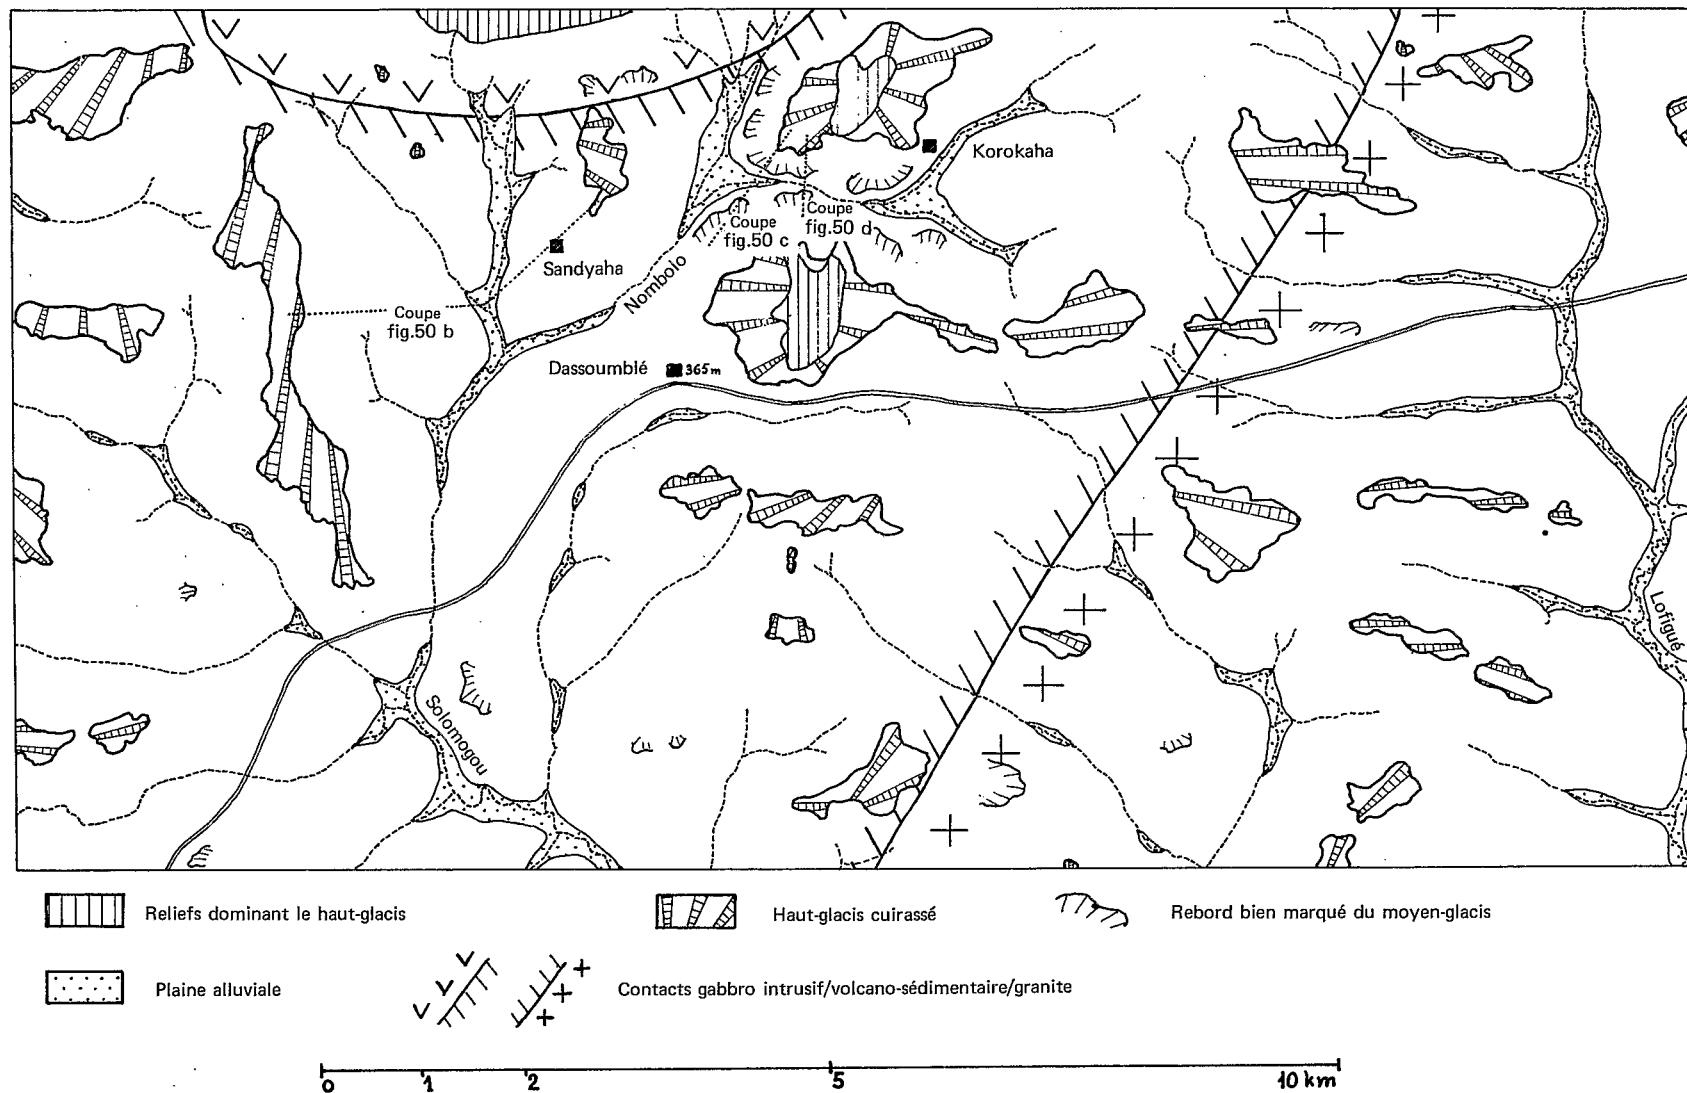 Korokaha
Coupe
fig.50 c
Coupe
fig.50 d
Sandyaha
Nombolo
Coupe
fig.50 b
Dassoumblé
365m
Lofigué
Solomogou
Reliefs dominant le haut-glacis
Haut-glacis cuirassé
Rebord bien marqué du moyen-glacis
Plaine alluviale
Contacts gabbro intrusif/volcano-sédimentaire/granite
0 1 2 5 10 km